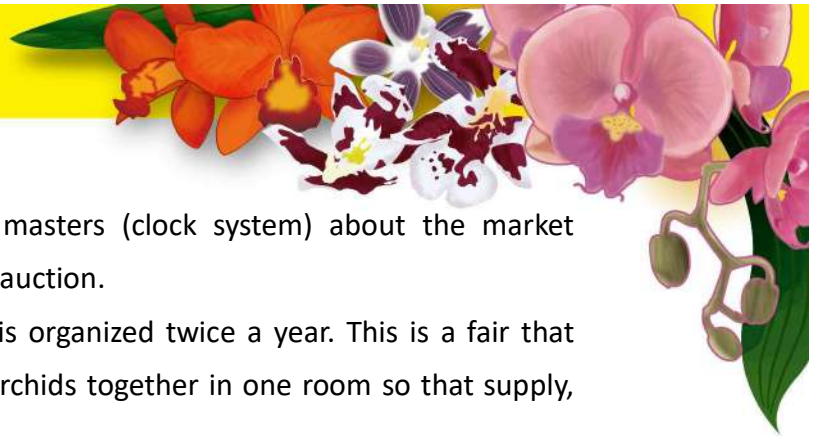 masters (clock system) about the market
auction.
is organized twice a year. This is a fair that
rchids together in one room so that supply,